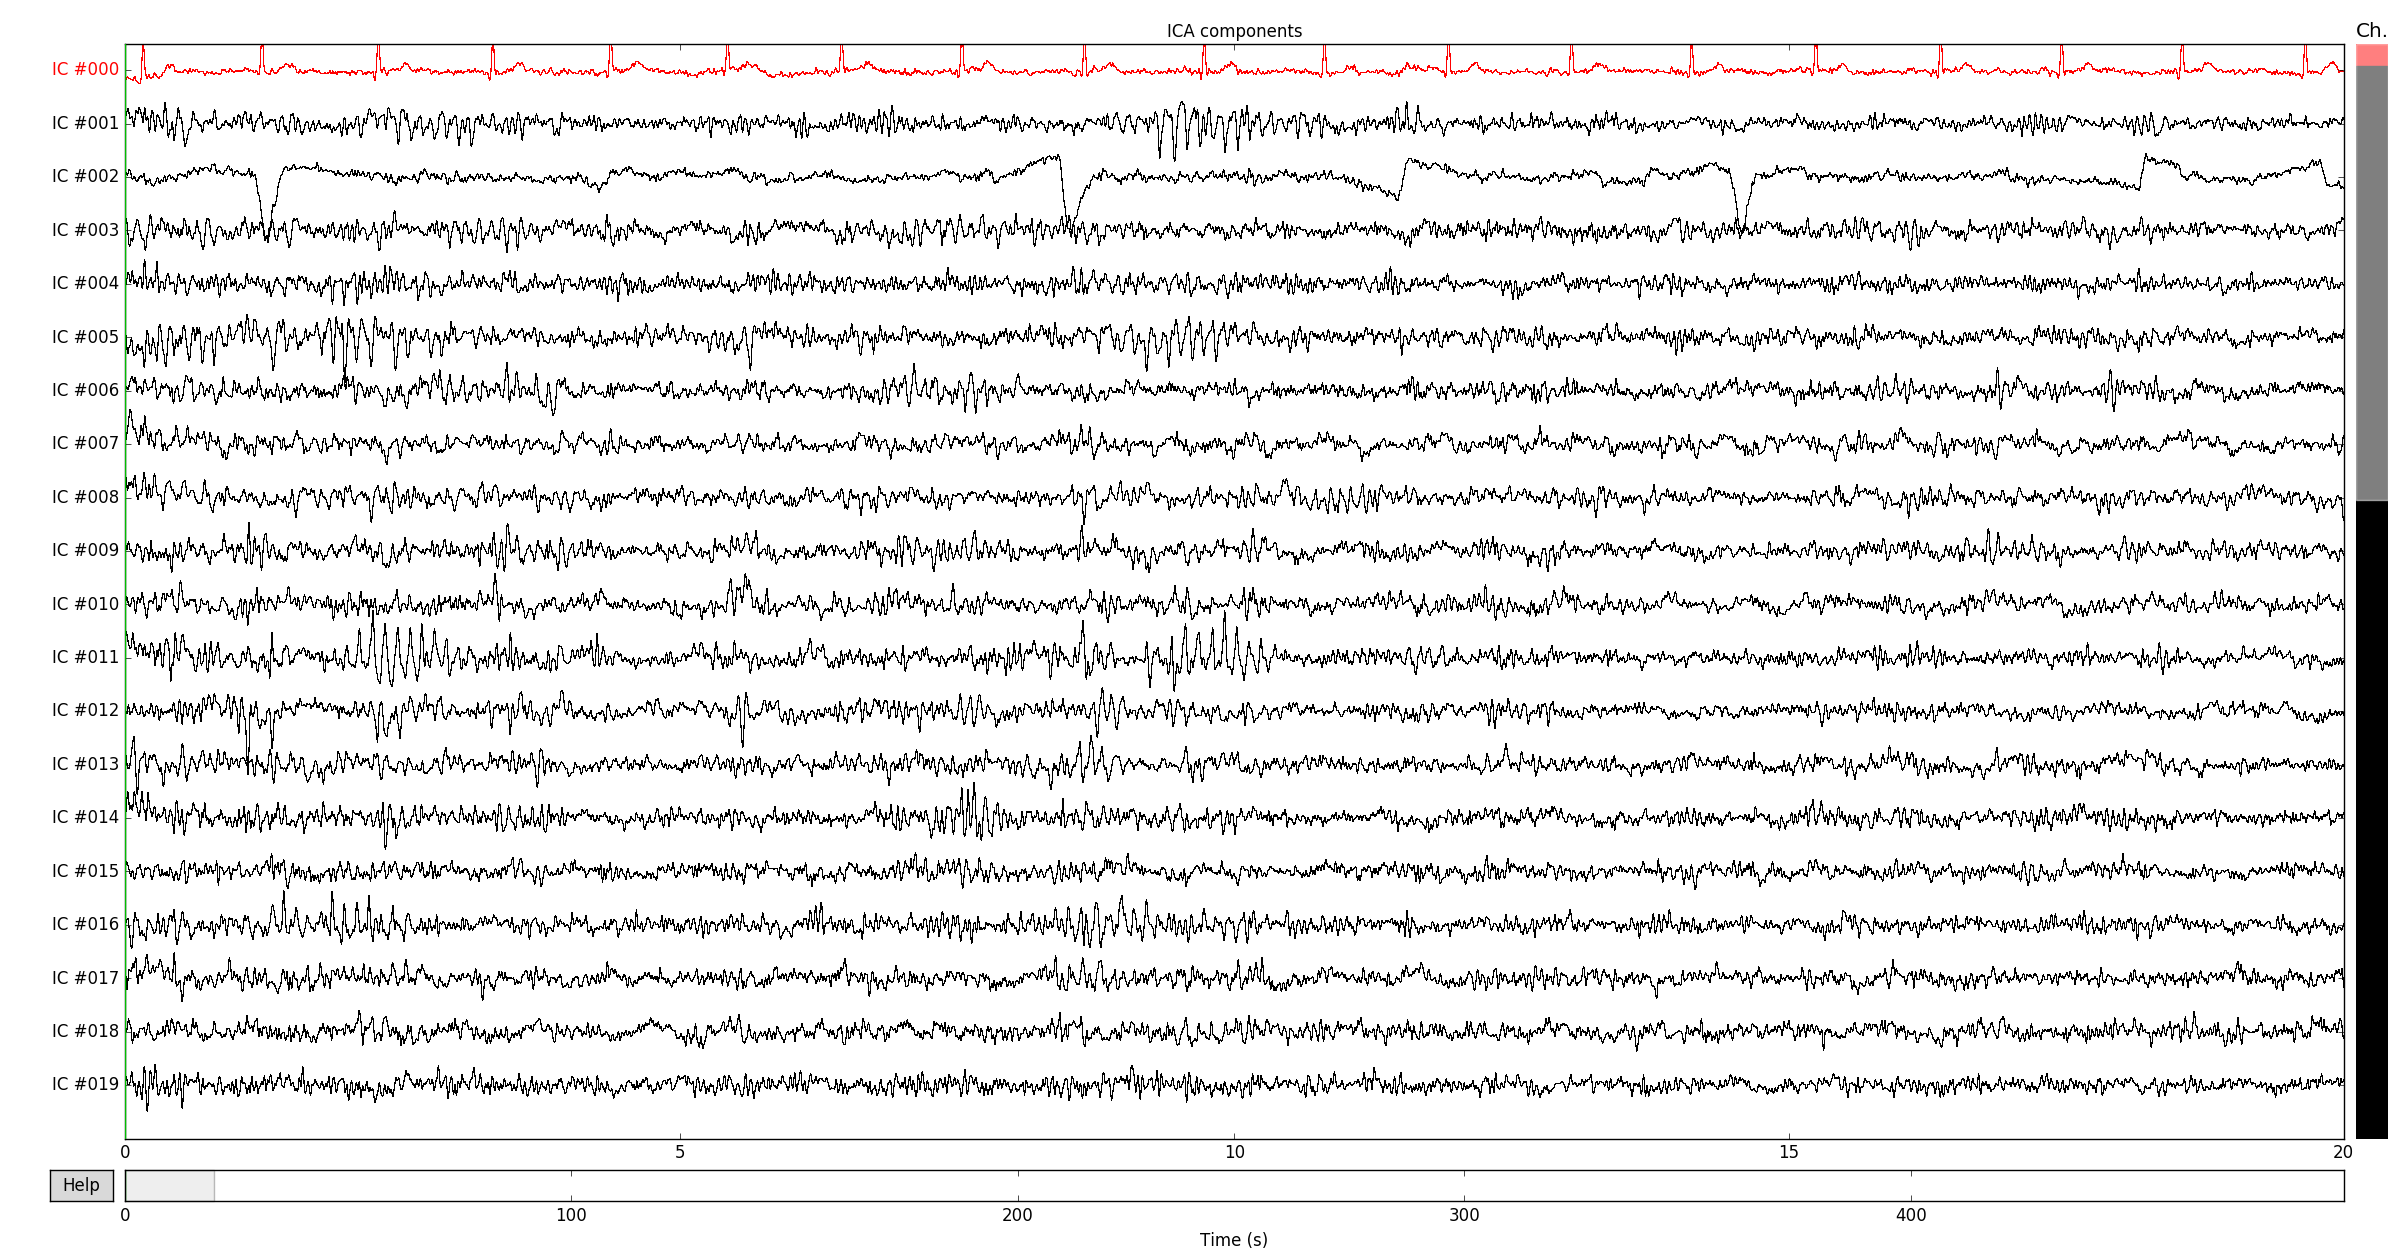 ICA components
Ch.
IC #000
IC #001
IC #002
IC #003
IC #004
IC #005
IC #006
IC #007
IC #008
IC #009
IC #010
IC #011
IC #012
IC #013
IC #014
IC #015
IC #016
IC #017
IC #018
IC #019
0 5 10 15 20
Help
0 100 200 300 400
Time (s)